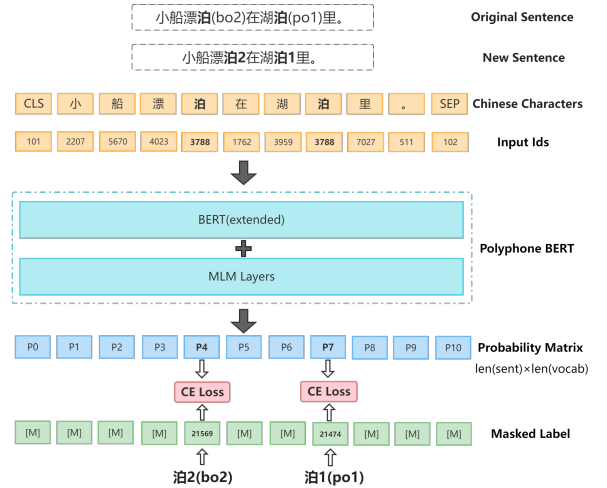 小船漂泊(bo2)在湖泊(po1)里。 Original Sentence
小船漂泊2在湖泊1里。 New Sentence
CLS 小 船 漂 泊 在 湖 泊 里 。 SEP Chinese Characters
101 2207 5670 4023 3788 1762 3959 3788 7027 511 102 Input Ids
BERT(extended)
Polyphone BERT
MLM Layers
P0 P1 P2 P3 P4 P5 P6 P7 P8 P9 P10 Probability Matrix
len(sent)×len(vocab)
CE Loss CE Loss
[M] [M] [M] [M] 21569 [M] [M] 21474 [M] [M] [M] Masked Label
泊2(bo2) 泊1(po1)